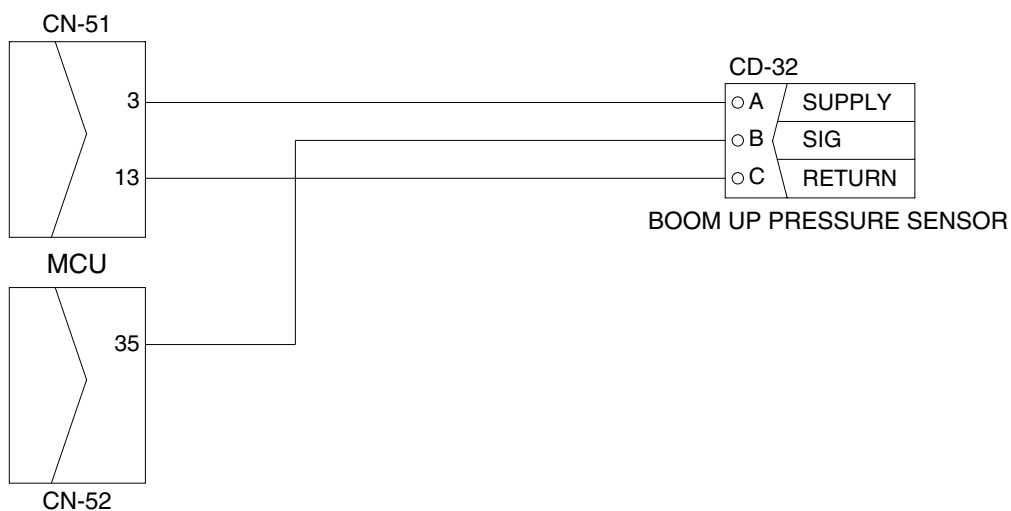 CN-51
3
13
MCU
35
CN-52
CD-32
A SUPPLY
B SIG
C RETURN
BOOM UP PRESSURE SENSOR